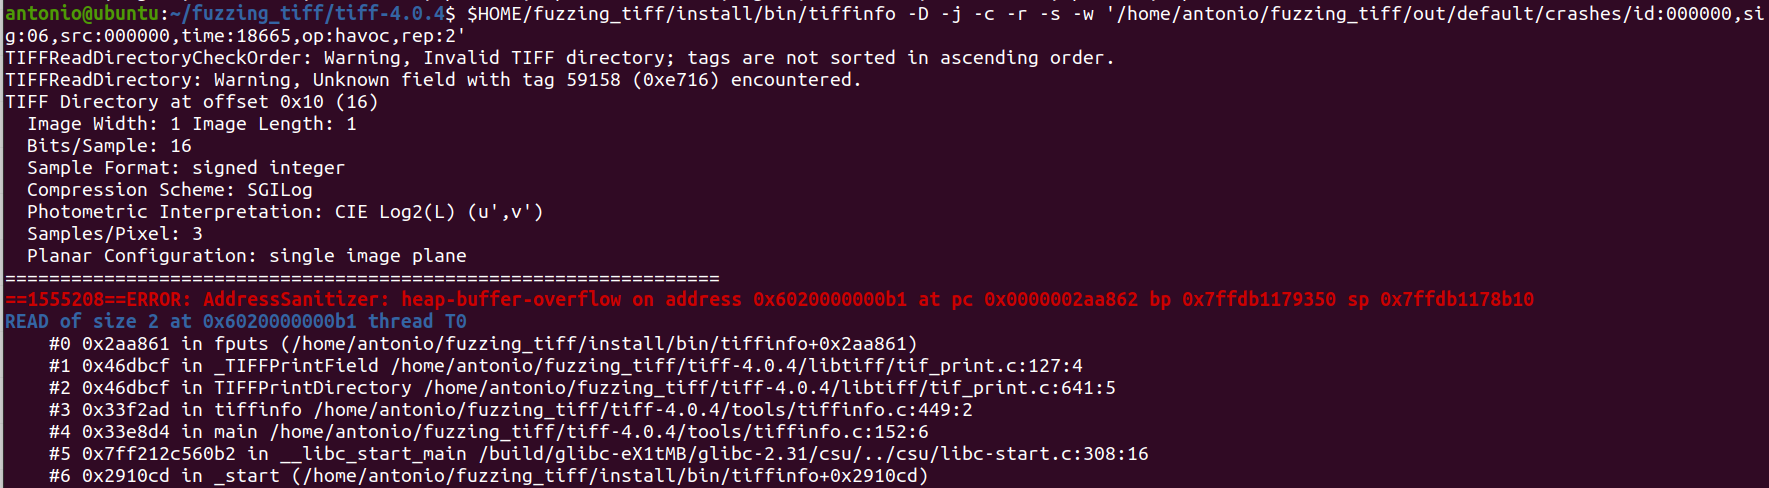 antonio@ubuntu:~/fuzzing_tiff/tiff-4.0.4$ $HOME/fuzzing_tiff/install/bin/tiffinfo -D -j -c -r -s -w '/home/antonio/fuzzing_tiff/out/default/crashes/id:000000,si
g:06,src:000000,time:18665,op:havoc,rep:2'
TIFFReadDirectoryCheckOrder: Warning, Invalid TIFF directory; tags are not sorted in ascending order.
TIFFReadDirectory: Warning, Unknown field with tag 59158 (0xe716) encountered.
TIFF Directory at offset 0x10 (16)
  Image Width: 1 Image Length: 1
  Bits/Sample: 16
  Sample Format: signed integer
  Compression Scheme: SGILog
  Photometric Interpretation: CIE Log2(L) (u',v')
  Samples/Pixel: 3
  Planar Configuration: single image plane
=================================================================
==1555208==ERROR: AddressSanitizer: heap-buffer-overflow on address 0x6020000000b1 at pc 0x0000002aa862 bp 0x7ffdb1179350 sp 0x7ffdb1178b10
READ of size 2 at 0x6020000000b1 thread T0
    #0 0x2aa861 in fputs (/home/antonio/fuzzing_tiff/install/bin/tiffinfo+0x2aa861)
    #1 0x46dbcf in _TIFFPrintField /home/antonio/fuzzing_tiff/tiff-4.0.4/libtiff/tif_print.c:127:4
    #2 0x46dbcf in TIFFPrintDirectory /home/antonio/fuzzing_tiff/tiff-4.0.4/libtiff/tif_print.c:641:5
    #3 0x33f2ad in tiffinfo /home/antonio/fuzzing_tiff/tiff-4.0.4/tools/tiffinfo.c:449:2
    #4 0x33e8d4 in main /home/antonio/fuzzing_tiff/tiff-4.0.4/tools/tiffinfo.c:152:6
    #5 0x7ff212c560b2 in __libc_start_main /build/glibc-eX1tMB/glibc-2.31/csu/../csu/libc-start.c:308:16
    #6 0x2910cd in _start (/home/antonio/fuzzing_tiff/install/bin/tiffinfo+0x2910cd)